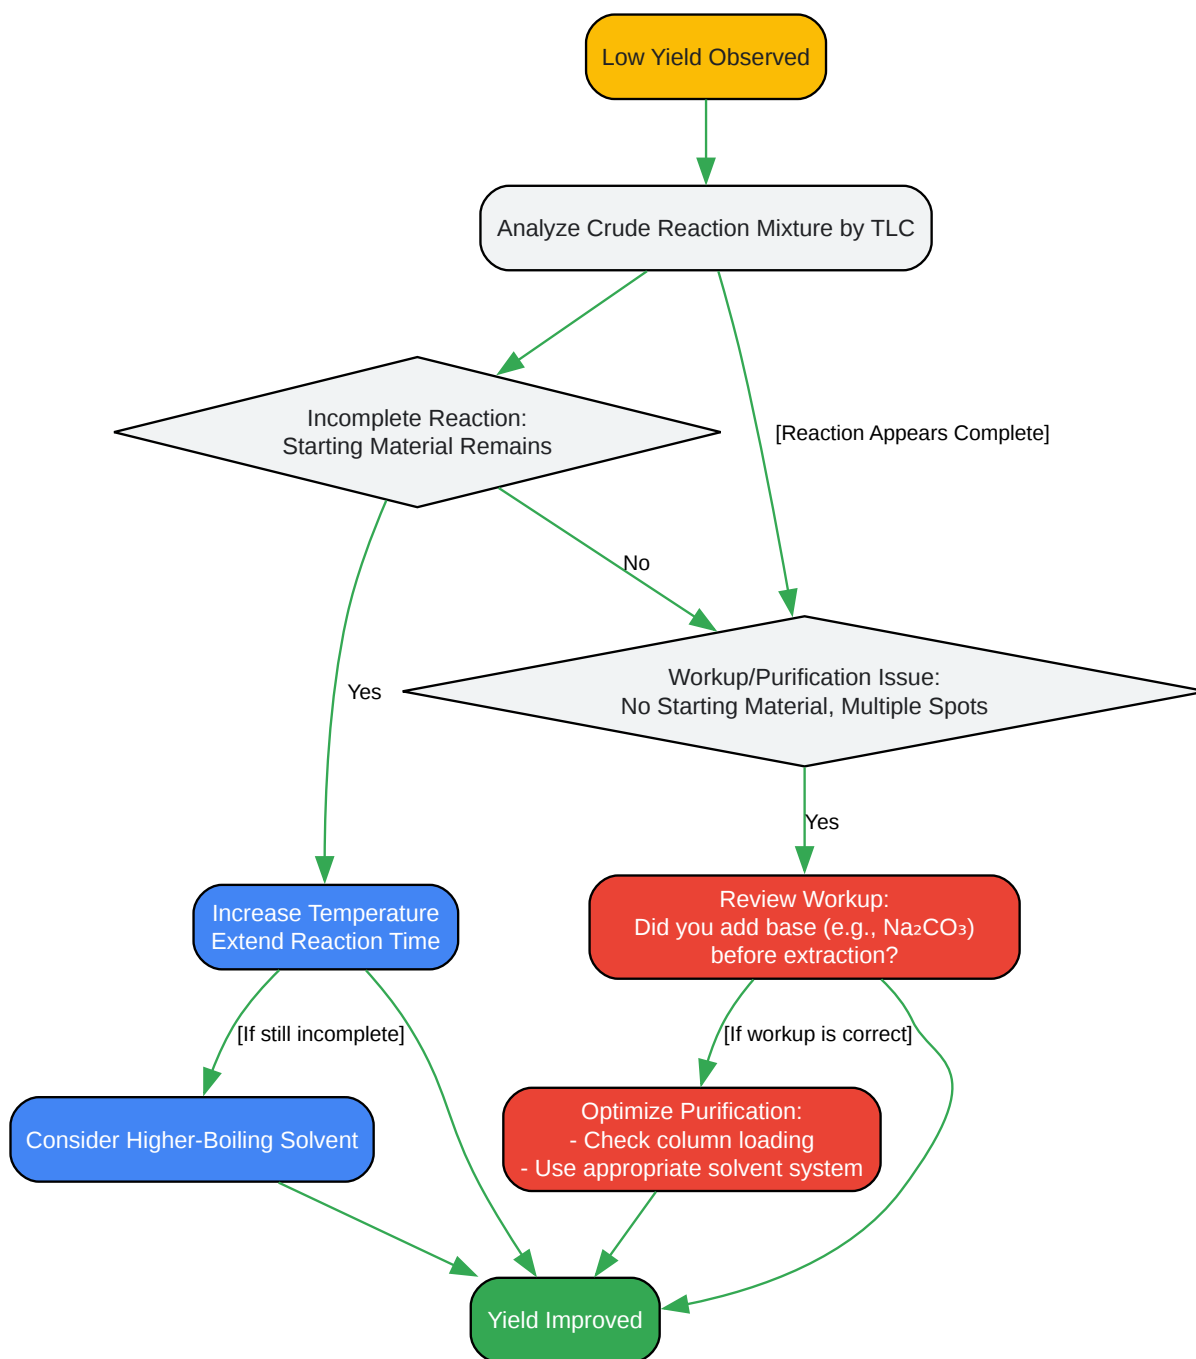 Low Yield Observed
Analyze Crude Reaction Mixture by TLC
Incomplete Reaction:
Starting Material Remains
[Reaction Appears Complete]
No
Workup/Purification Issue:
No Starting Material, Multiple Spots
Yes
Yes
Increase Temperature
Extend Reaction Time
Review Workup:
Did you add base (e.g., Na₂CO₃)
before extraction?
[If still incomplete]
[If workup is correct]
Consider Higher-Boiling Solvent
Optimize Purification:
- Check column loading
- Use appropriate solvent system
Yield Improved